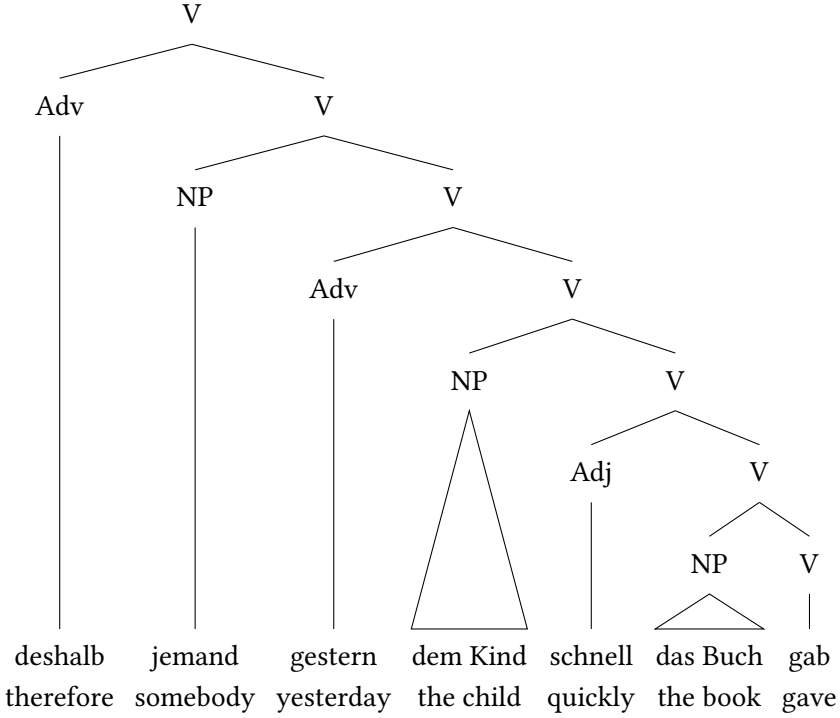 V
Adv V
NP V
Adv V
NP V
Adj V
NP V
deshalb jemand gestern dem Kind schnell das Buch gab
therefore somebody yesterday the child quickly the book gave